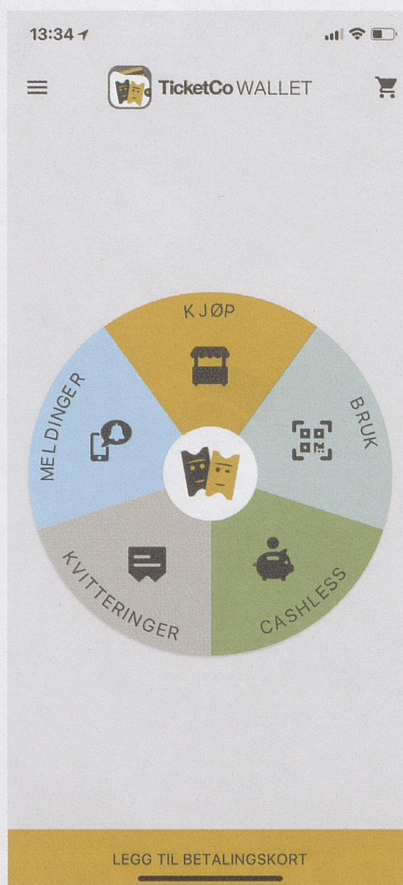 13:34
TicketCo WALLET
KJØP
MELDINGER
BRUK
KVITTERINGER
CASHLESS
LEGG TIL BETALINGSKORT